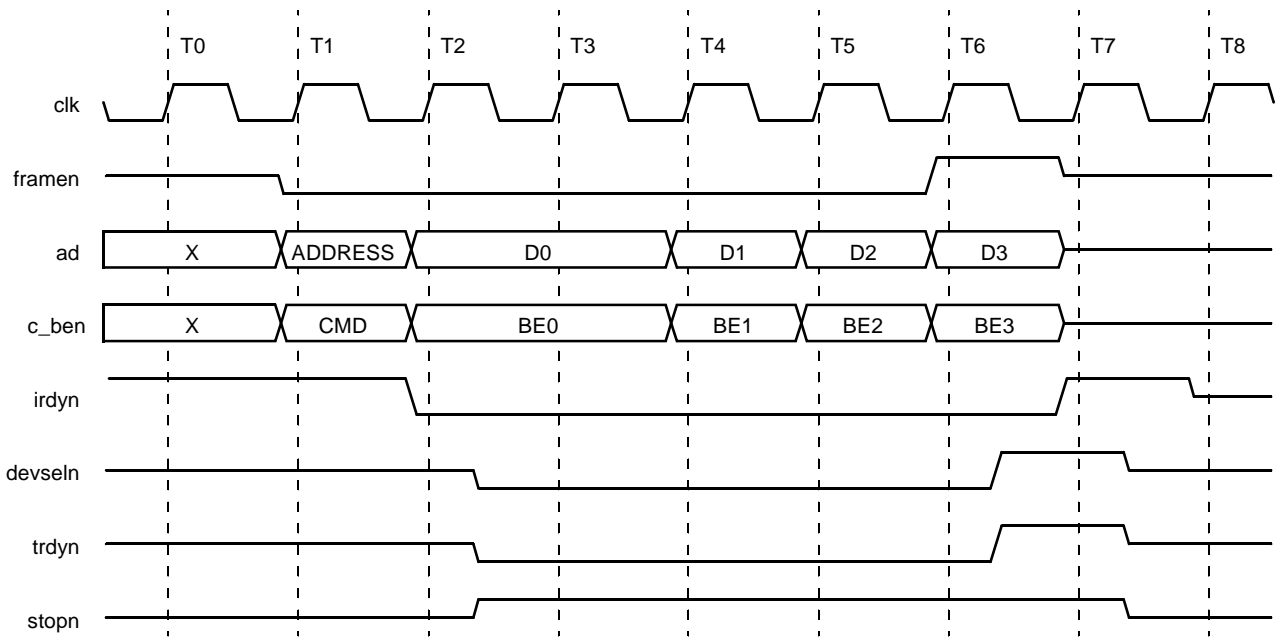 T0 T1 T2 T3 T4 T5 T6 T7 T8
clk
framen
ad X ADDRESS D0 D1 D2 D3
c_ben X CMD BE0 BE1 BE2 BE3
irdyn
devseln
trdyn
stopn